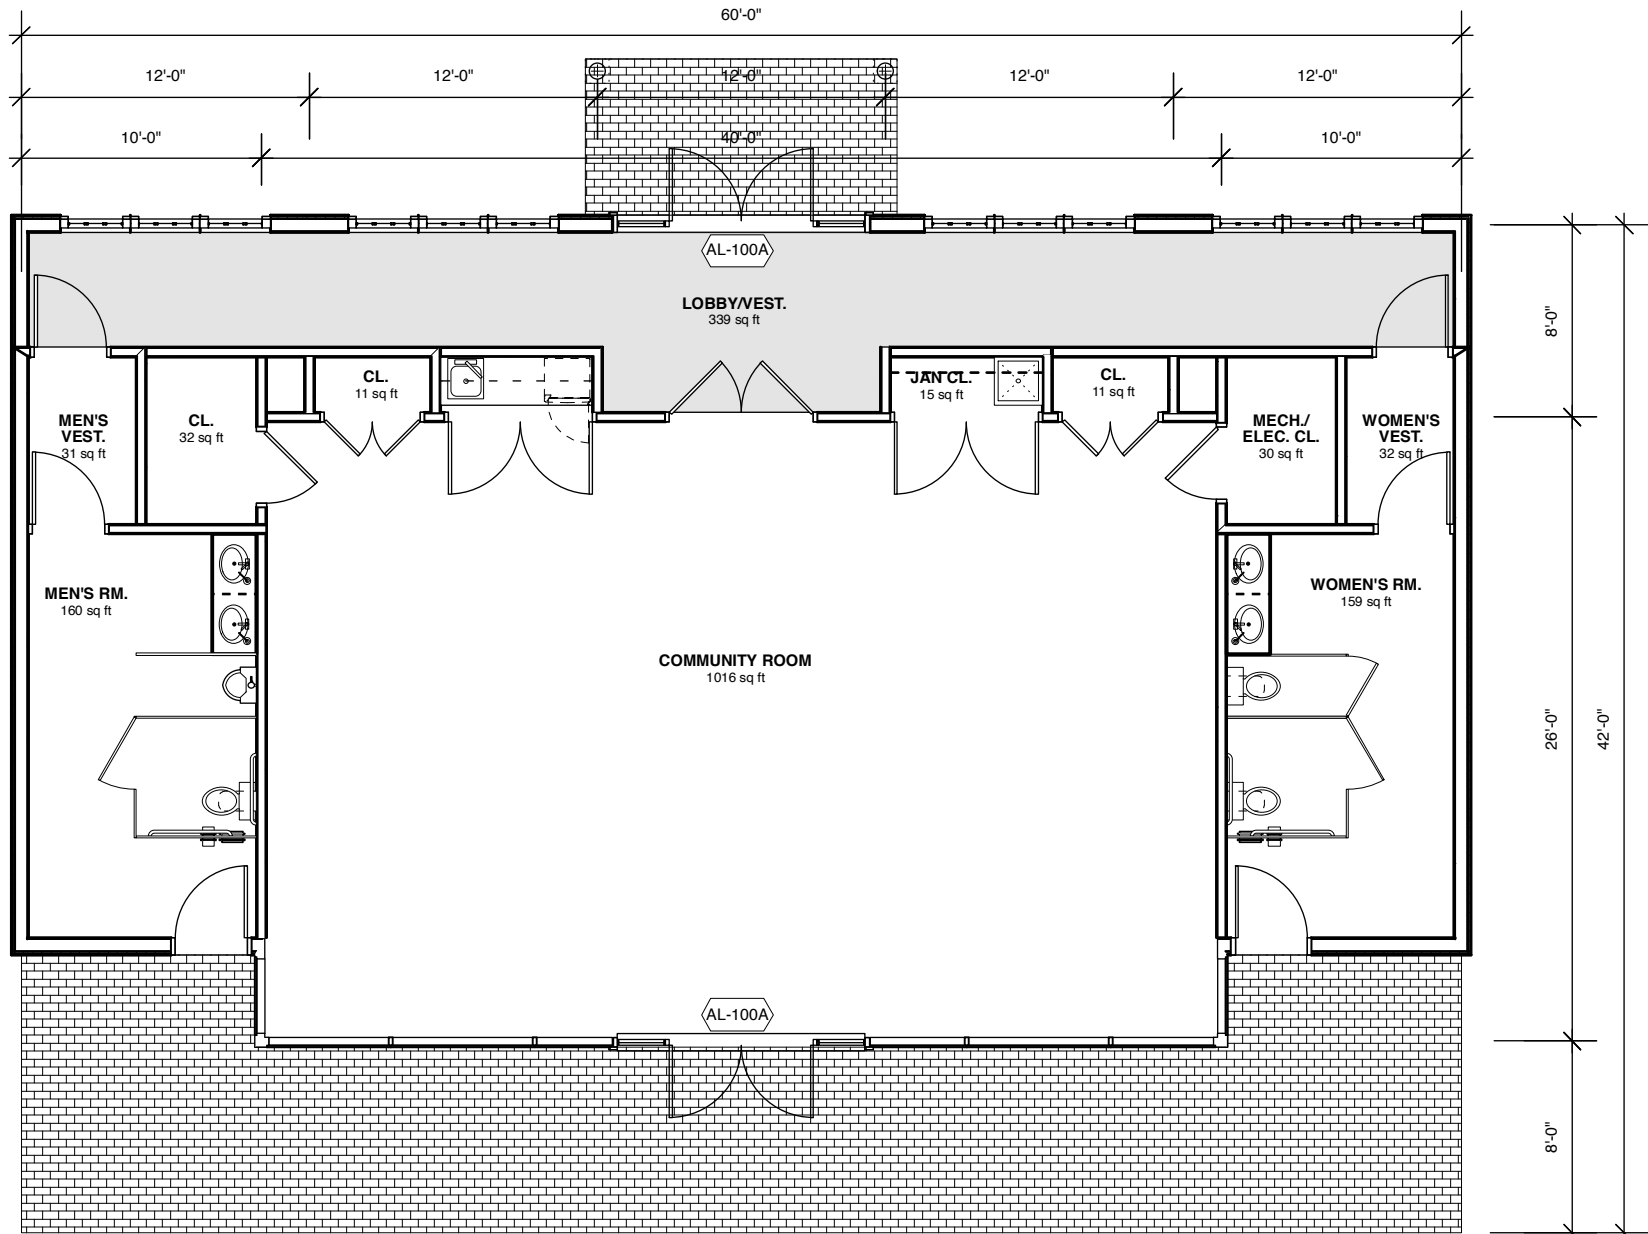 60'-0"
12'-0"
12'-0"
12'-0"
12'-0"
12'-0"
10'-0"
40'-0"
10'-0"
AL-100A
LOBBY/VEST.
339 sq ft
8'-0"
MEN'S
VEST.
31 sq ft
CL.
32 sq ft
CL.
11 sq ft
JAN CL.
15 sq ft
CL.
11 sq ft
MECH./
ELEC. CL.
30 sq ft
WOMEN'S
VEST.
32 sq ft
MEN'S RM.
160 sq ft
COMMUNITY ROOM
1016 sq ft
WOMEN'S RM.
159 sq ft
26'-0"
42'-0"
AL-100A
8'-0"